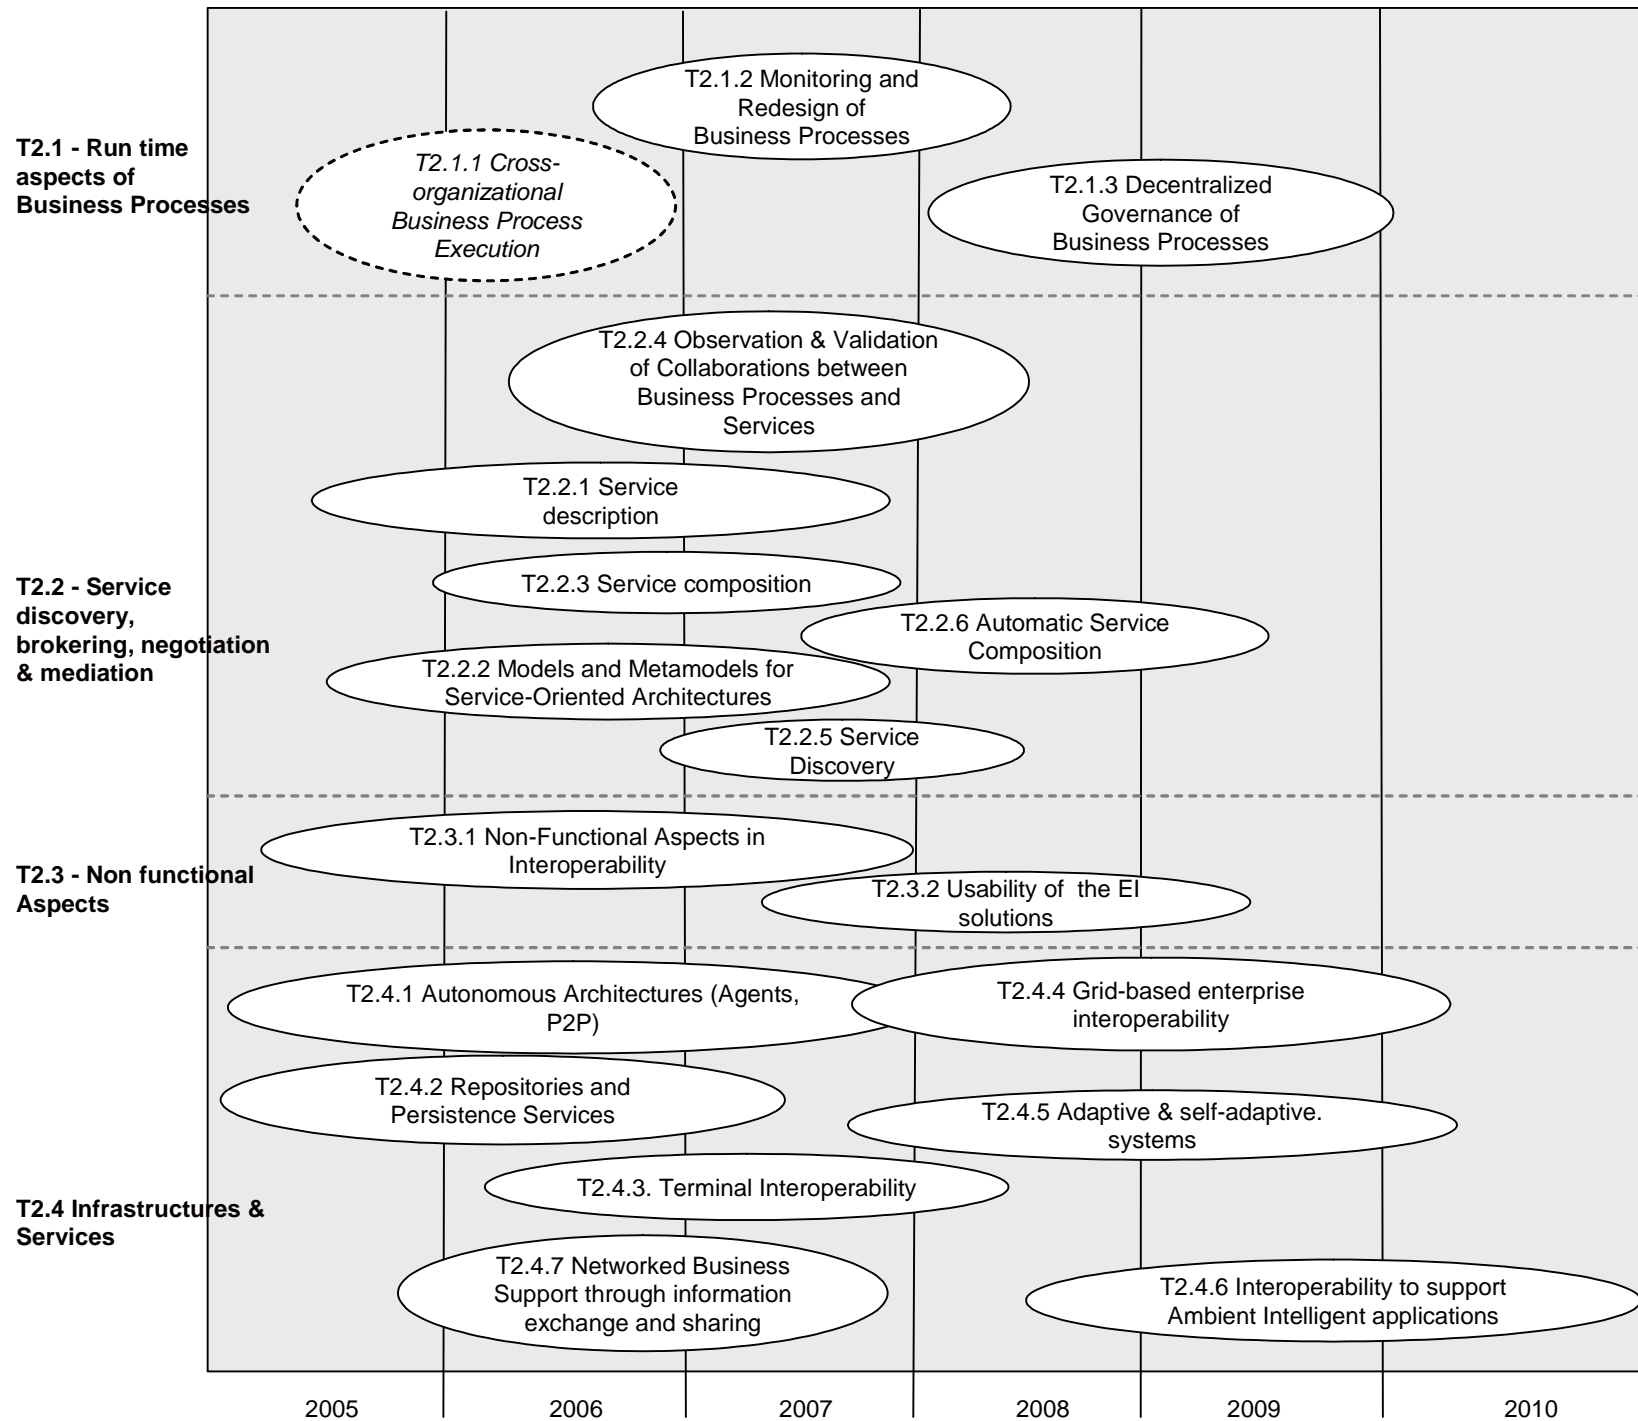 T2.1 - Run time
aspects of
Business Processes
T2.1.2 Monitoring and
Redesign of
Business Processes
T2.1.1 Cross-
organizational
Business Process
Execution
T2.1.3 Decentralized
Governance of
Business Processes
T2.2 - Service
discovery,
brokering, negotiation
& mediation
T2.2.4 Observation & Validation
of Collaborations between
Business Processes and
Services
T2.2.1 Service
description
T2.2.3 Service composition
T2.2.6 Automatic Service
Composition
T2.2.2 Models and Metamodels for
Service-Oriented Architectures
T2.2.5 Service
Discovery
T2.3 - Non functional
Aspects
T2.3.1 Non-Functional Aspects in
Interoperability
T2.3.2 Usability of  the EI
solutions
T2.4 Infrastructures &
Services
T2.4.1 Autonomous Architectures (Agents,
P2P)
T2.4.4 Grid-based enterprise
interoperability
T2.4.2 Repositories and
Persistence Services
T2.4.5 Adaptive & self-adaptive.
systems
T2.4.3. Terminal Interoperability
T2.4.7 Networked Business
Support through information
exchange and sharing
T2.4.6 Interoperability to support
Ambient Intelligent applications
2005
2006
2007
2008
2009
2010